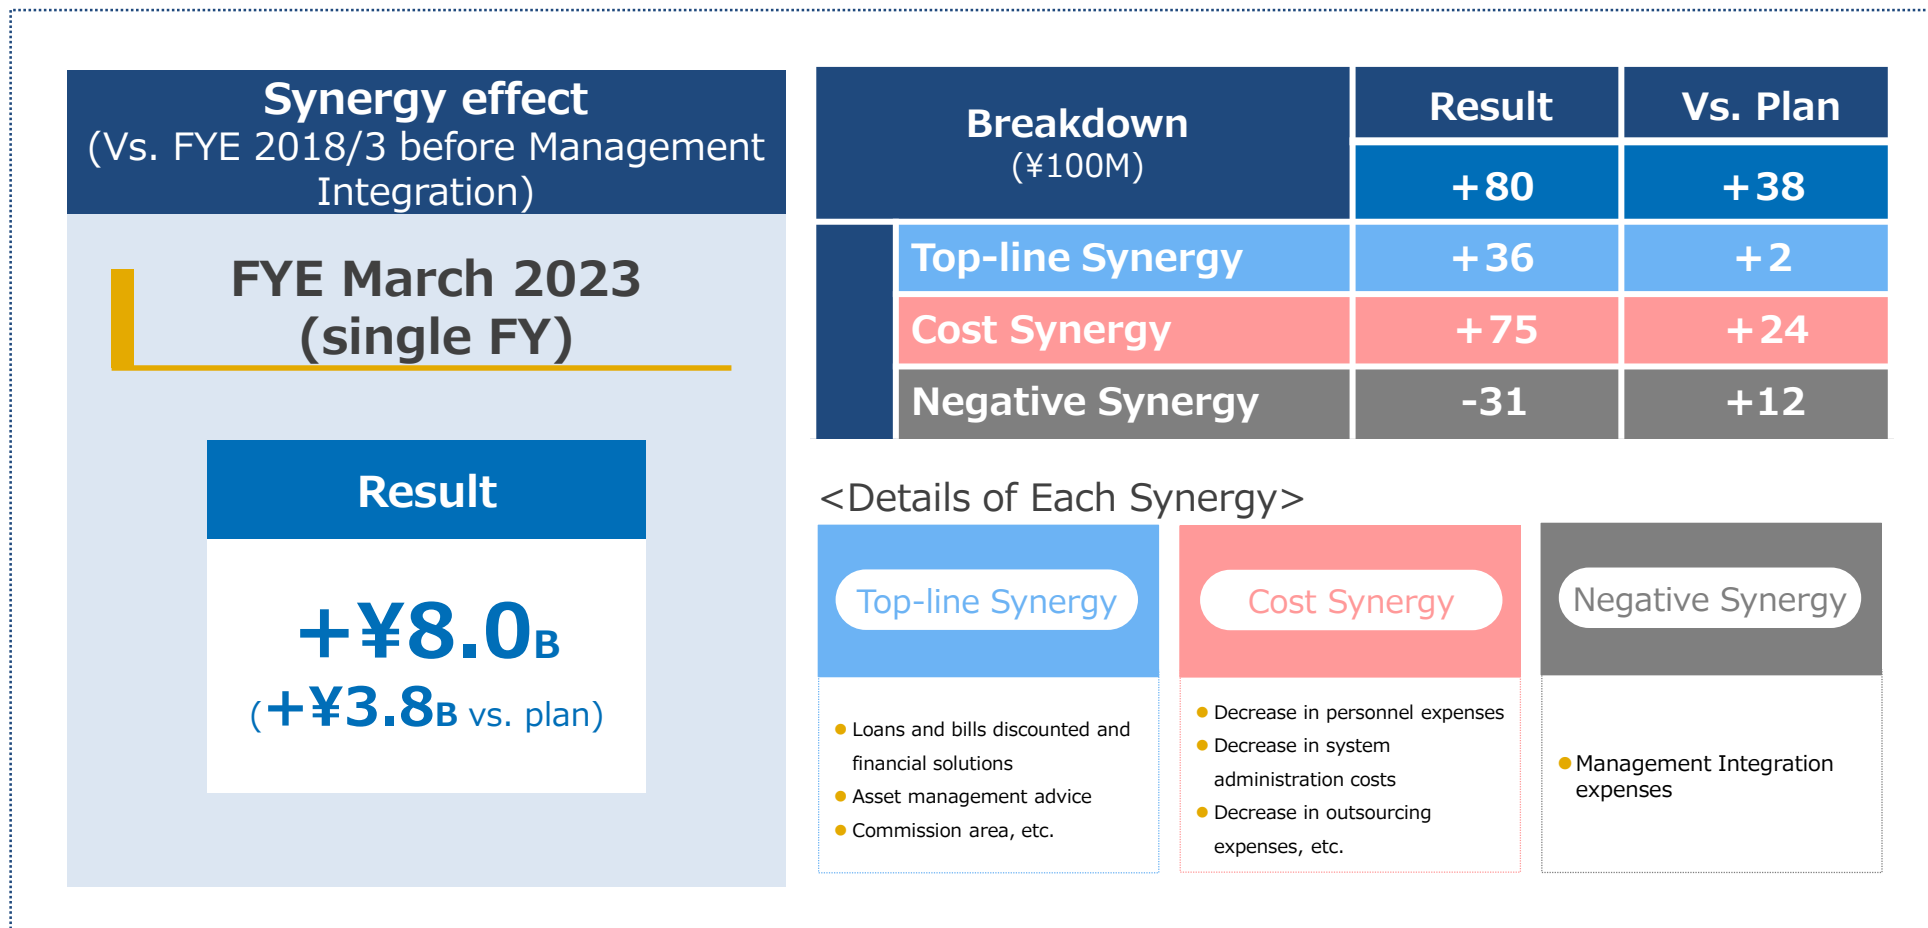 Synergy effect
(Vs. FYE 2018/3 before Management
Integration)
FYE March 2023
(single FY)
Result
+¥8.0B
(+¥3.8B vs. plan)
Breakdown
(¥100M)
Result
Vs. Plan
+80
+38
Top-line Synergy
+36
+2
Cost Synergy
+75
+24
Negative Synergy
-31
+12
<Details of Each Synergy>
Top-line Synergy
Loans and bills discounted and
financial solutions
Asset management advice
Commission area, etc.
Cost Synergy
Decrease in personnel expenses
Decrease in system
administration costs
Decrease in outsourcing
expenses, etc.
Negative Synergy
Management Integration
expenses